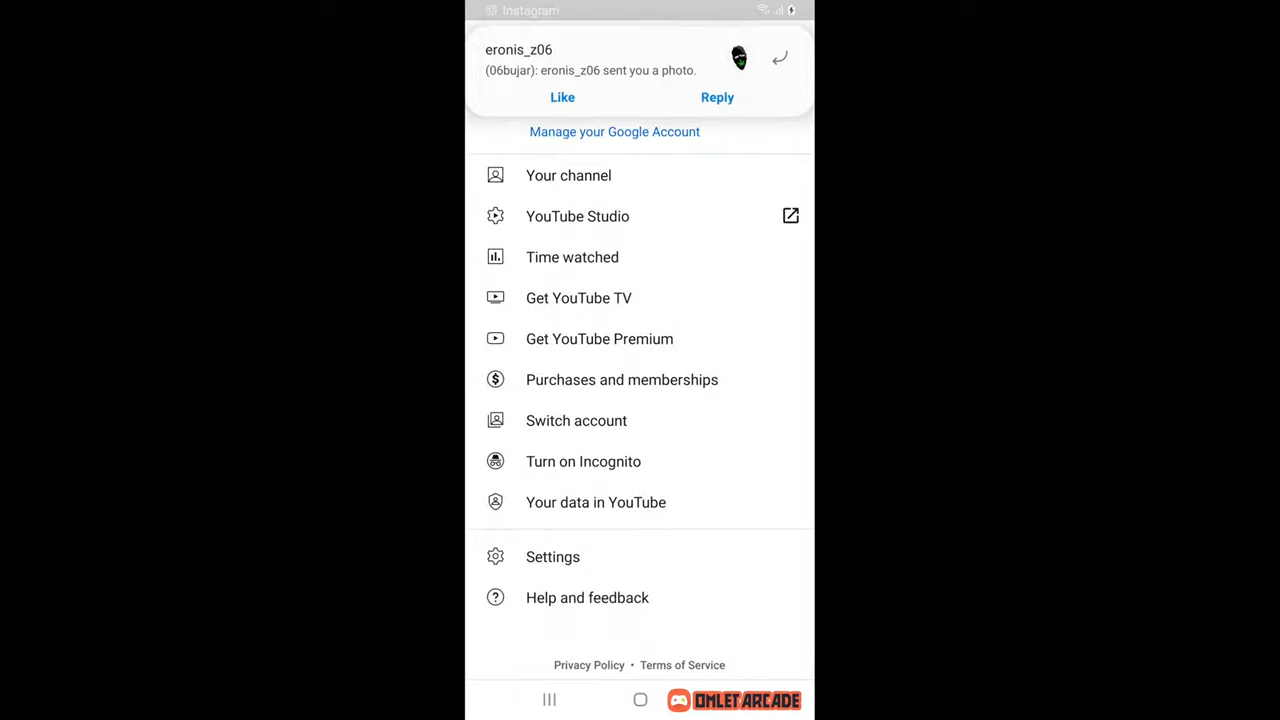 Instagram
eronis_z06
(06bujar): eronis_z06 sent you a photo.
Like Reply
Manage your Google Account
Your channel
YouTube Studio
Time watched
Get YouTube TV
Get YouTube Premium
Purchases and memberships
Switch account
Turn on Incognito
Your data in YouTube
Settings
Help and feedback
Privacy Policy • Terms of Service
OMLET ARCADE